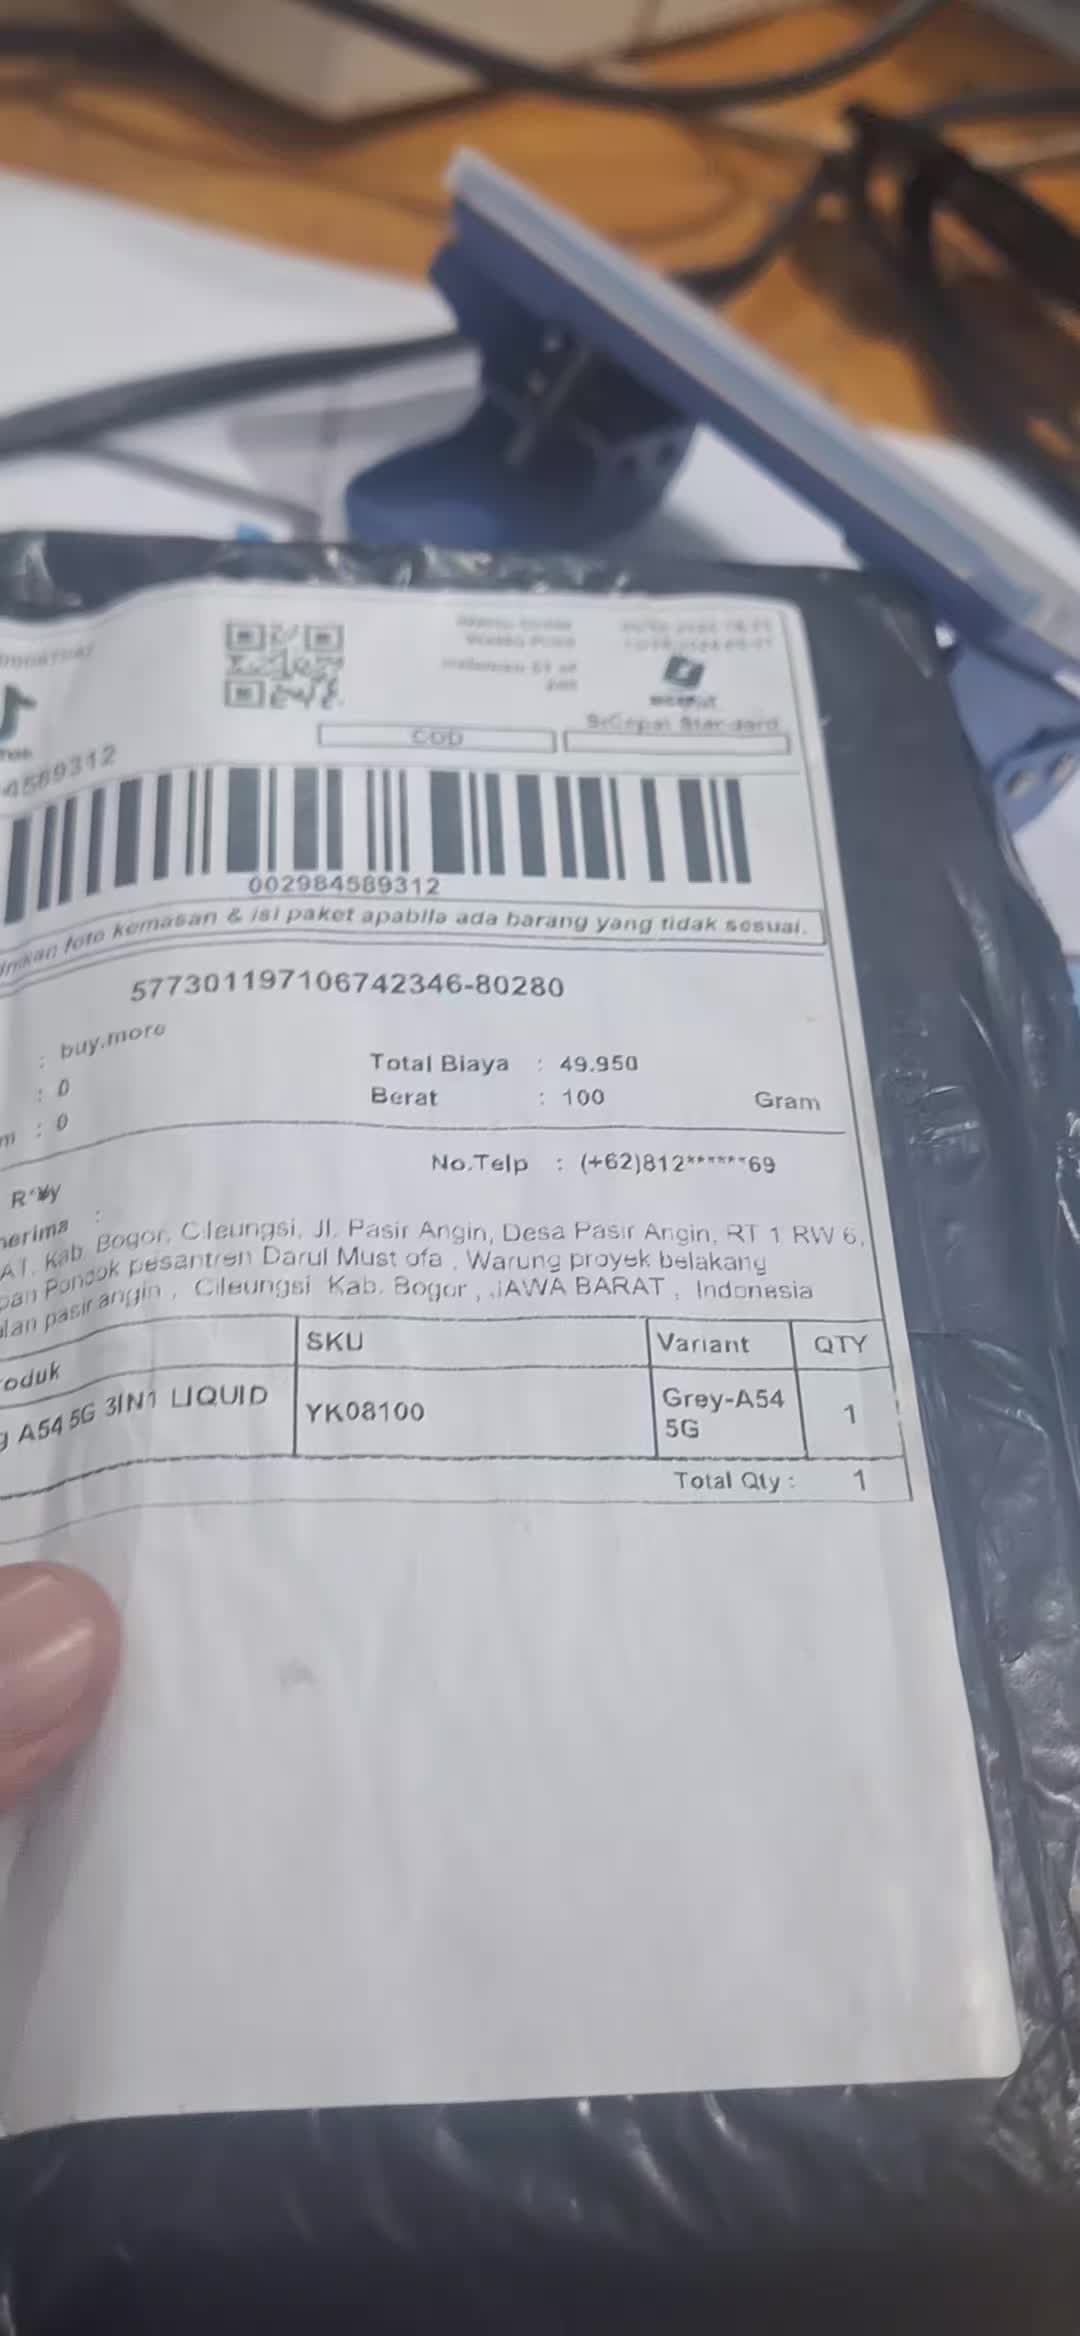 4589312
COD
SiCepat Standard
002984589312
foto kemasan & isi paket apabila ada barang yang tidak sesuai.
577301197106742346-80280
: buy.more
: 0
: 0
Total Biaya : 49.950
Berat : 100 Gram
No.Telp : (+62)812******69
R*¥y
nerima :
A1, Kab. Bogor, Cileungsi, Jl. Pasir Angin, Desa Pasir Angin, RT 1 RW 6,
pan Pondok pesantren Darul Must ofa , Warung proyek belakang
alan pasirangin , Cileungsi Kab. Bogor , JAWA BARAT , Indonesia
oduk SKU Variant QTY
g A54 5G 3IN1 LIQUID YK08100 Grey-A54 5G 1
Total Qty : 1